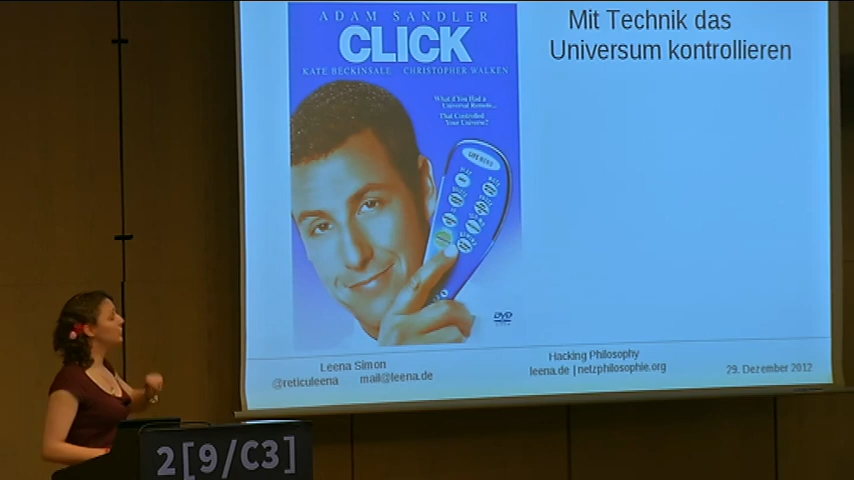 ADAM SANDLER
CLICK
KATE BECKINSALE CHRISTOPHER WALKEN
What if You Had a
Universal Remote...
That Controlled
Your Universe?
Mit Technik das
Universum kontrollieren
DVD
Leena Simon
@reticuleena mail@leena.de
Hacking Philosophy
leena.de | netzphilosophie.org
29. Dezember 2012
2[9/C3]